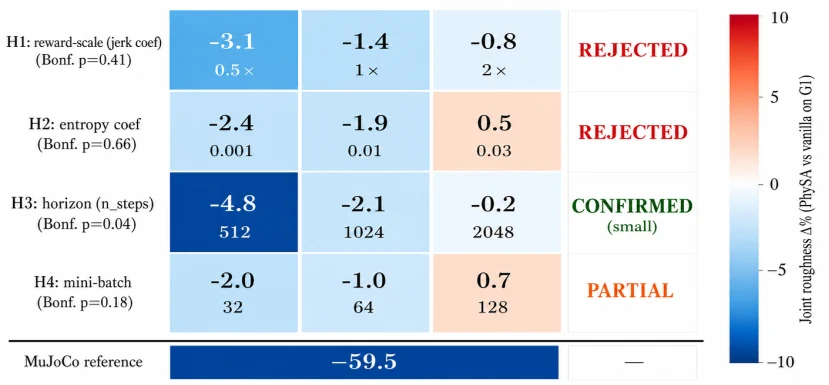 H1: reward-scale (jerk coef)
(Bonf. p=0.41)
-3.1
0.5×
-1.4
1×
-0.8
2×
REJECTED
H2: entropy coef
(Bonf. p=0.66)
-2.4
0.001
-1.9
0.01
0.5
0.03
REJECTED
H3: horizon (n_steps)
(Bonf. p=0.04)
-4.8
512
-2.1
1024
-0.2
2048
CONFIRMED
(small)
H4: mini-batch
(Bonf. p=0.18)
-2.0
32
-1.0
64
0.7
128
PARTIAL
MuJoCo reference
−59.5
—
10
5
0
−5
−10
Joint roughness Δ% (PhySA vs vanilla on G1)